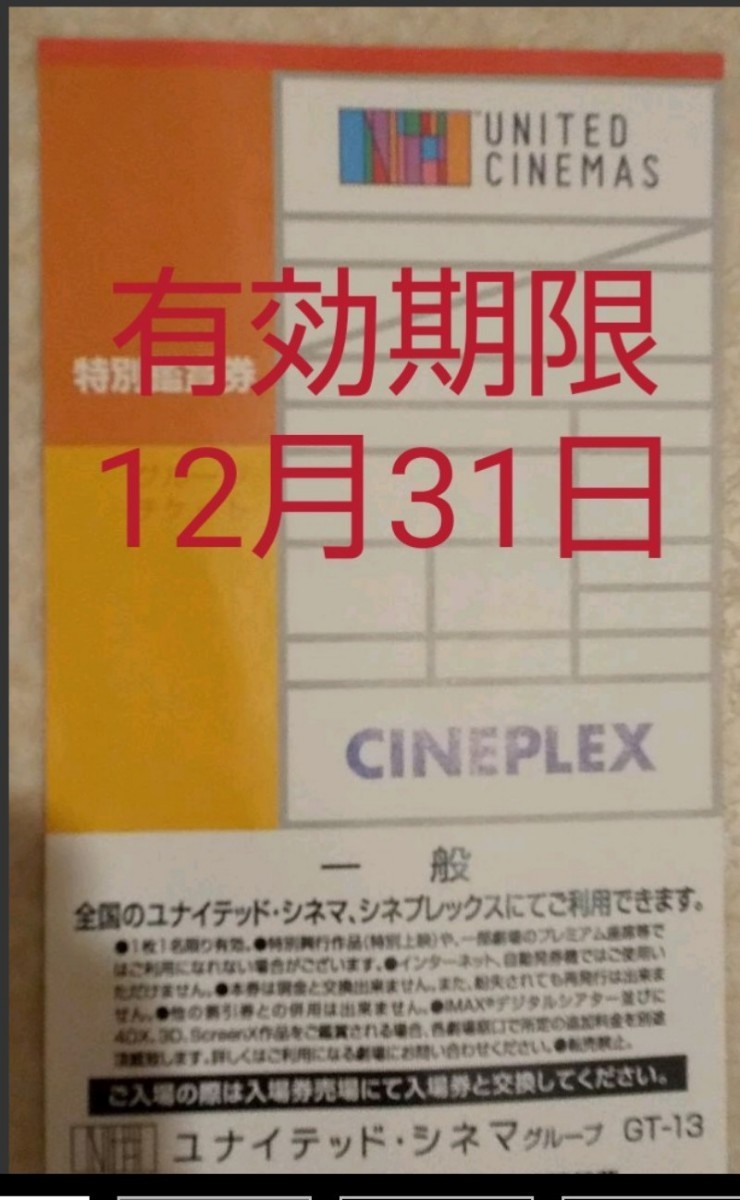 UNITED
CINEMAS
有効期限
特別鑑賞券
12月31日
CINEPLEX
一 般
全国のユナイテッド・シネマ、シネプレックスにてご利用できます。
●1枚1名限り有効。●特別興行作品(特別上映)や、一部劇場のプレミアム座席等で
はご利用になれない場合がございます。●インターネット、自動発券機ではご使用い
ただけません。●本券は現金と交換出来ません。また、紛失されても再発行は出来ま
せん。●他の割引券との併用は出来ません。●IMAX®デジタルシアター並びに
4DX、3D、ScreenX作品をご鑑賞される場合、各劇場窓口で所定の追加料金を別途
頂戴致します。詳しくはご利用になる劇場にお問い合わせください。●転売禁止。
ご入場の際は入場券売場にて入場券と交換してください。
ユナイテッド・シネマグループ GT-13